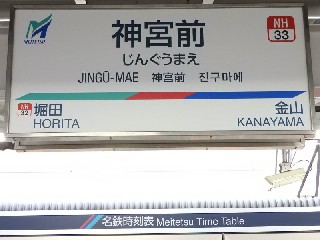 MEITETSU
NH
33
神宮前
じんぐうまえ
JINGŪ-MAE 神宮前 진구마에
NH
32
堀田
HORITA
金山
KANAYAMA
名鉄時刻表 Meitetsu Time Table